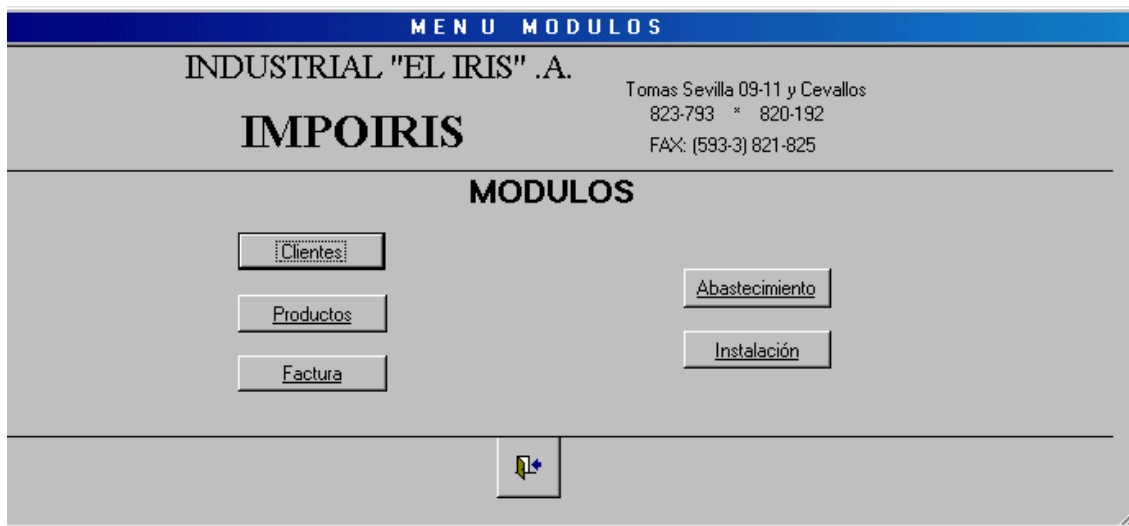 MENU MODULOS
INDUSTRIAL "EL IRIS" .A.
IMPOIRIS
Tomas Sevilla 09-11 y Cevallos
823-793 * 820-192
FAX: (593-3) 821-825
MODULOS
Clientes
Productos
Factura
Abastecimiento
Instalación